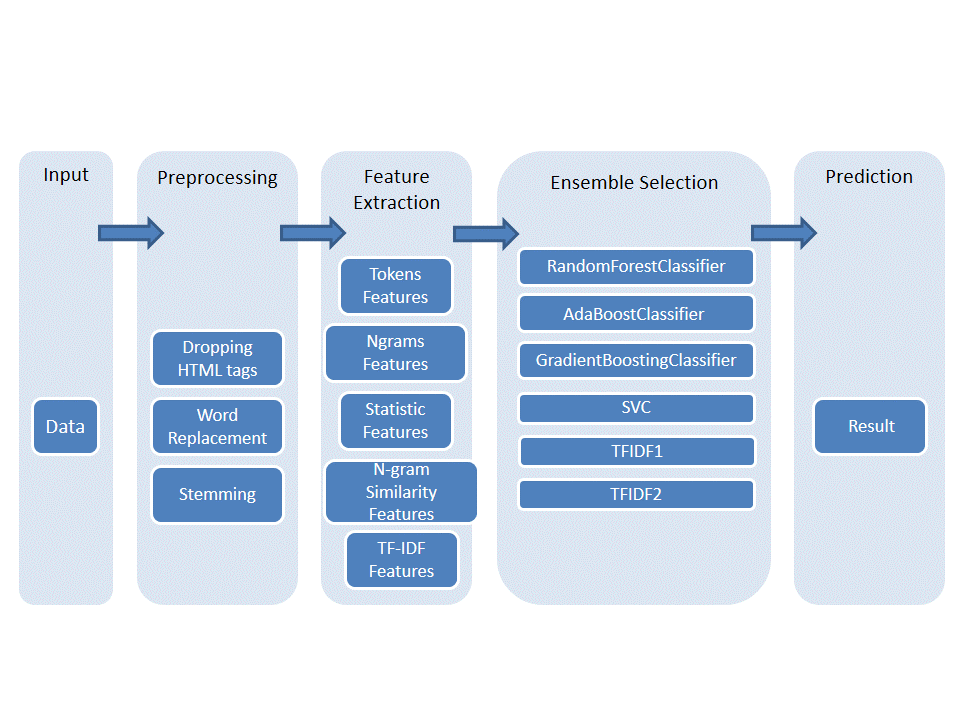 Input
Data
Preprocessing
Dropping
HTML tags
Word
Replacement
Stemming
Feature
Extraction
Tokens
Features
Ngrams
Features
Statistic
Features
N-gram
Similarity
Features
TF-IDF
Features
Ensemble Selection
RandomForestClassifier
AdaBoostClassifier
GradientBoostingClassifier
SVC
TFIDF1
TFIDF2
Prediction
Result